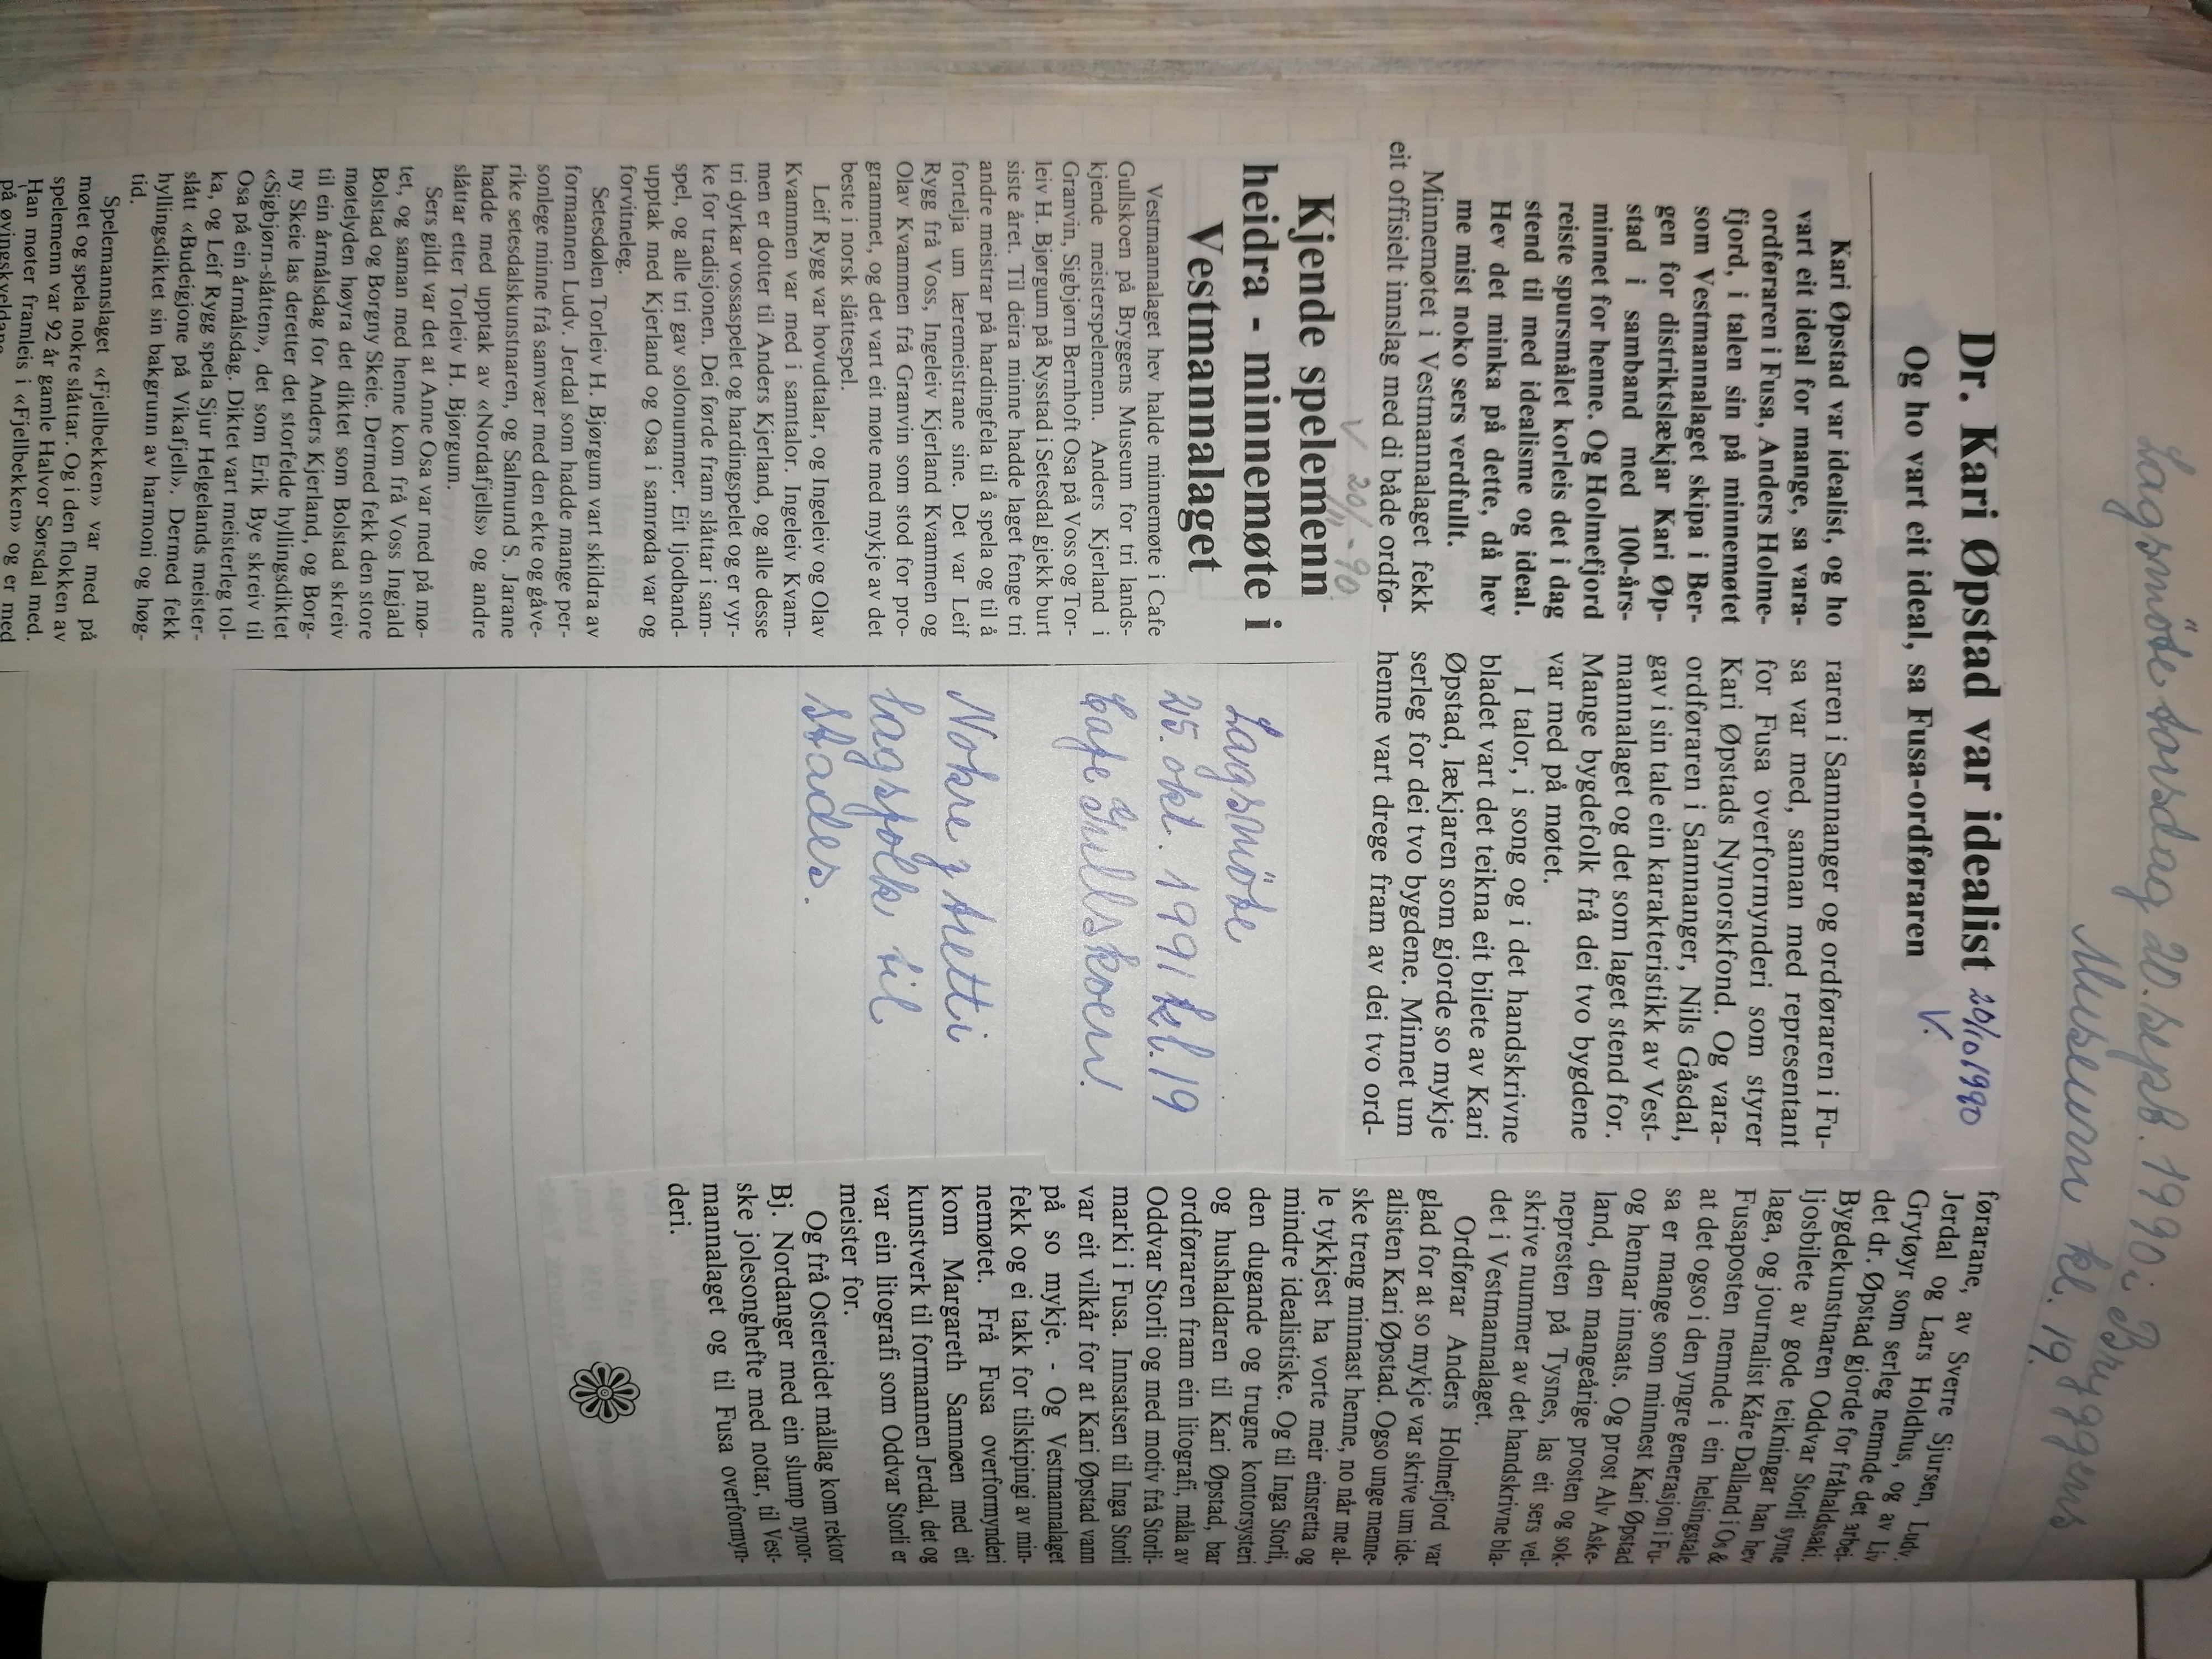 Lagsmöte torsdag 20. sept. 1990 i Bryggens
Museum kl. 19.
Dr. Kari Øpstad var idealist
20/10 1990
V.
Og ho vart eit ideal, sa Fusa-ordføraren
Kari Øpstad var idealist, og ho
vart eit ideal for mange, sa vara-
ordføraren i Fusa, Anders Holme-
fjord, i talen sin på minnemøtet
som Vestmannalaget skipa i Ber-
gen for distriktslækjar Kari Øp-
stad i samband med 100-års-
minnet for henne. Og Holmefjord
reiste spursmålet korleis det i dag
stend til med idealisme og ideal.
Hev det minka på dette, då hev
me mist noko sers verdfullt.
Minnemøtet i Vestmannalaget fekk
eit offisielt innslag med di både ordfø-
raren i Samnanger og ordføraren i Fu-
sa var med, saman med representant
for Fusa overformynderi som styrer
Kari Øpstads Nynorskfond. Og vara-
ordføraren i Samnanger, Nils Gåsdal,
gav i sin tale ein karakteristikk av Vest-
mannalaget og det som laget stend for.
Mange bygdefolk frå dei tvo bygdene
var med på møtet.
I talor, i song og i det handskrivne
bladet vart det teikna eit bilete av Kari
Øpstad, lækjaren som gjorde so mykje
serleg for dei tvo bygdene. Minnet um
henne vart drege fram av dei tvo ord-
førarane, av Sverre Sjursen, Ludv.
Jerdal og Lars Holdhus, og av Liv
Grytøyr som serleg nemnde det arbei-
det dr. Øpstad gjorde for fråhaldssaki.
Bygdekunstnaren Oddvar Storli synte
ljosbilete av gode teikningar han hev
laga, og journalist Kåre Dalland i Os &
Fusaposten nemnde i ein helsingstale
at det ogso i den yngre generasjon i Fu-
sa er mange som minnest Kari Øpstad
og hennar innsats. Og prost Alv Aske-
land, den mangeårige prosten og sok-
nepresten på Tysnes, las eit sers vel-
skrive nummer av det handskrivne bla-
det i Vestmannalaget.
Ordførar Anders Holmefjord var
glad for at so mykje var skrive um ide-
alisten Kari Øpstad. Ogso unge menne-
ske treng minnast henne, no når me al-
le tykkjest ha vorte meir einsretta og
mindre idealistiske. Og til Inga Storli,
den dugande og trugne kontorsysteri
og hushaldaren til Kari Øpstad, bar
ordføraren fram ein litografi, måla av
Oddvar Storli og med motiv frå Storli-
marki i Fusa. Innsatsen til Inga Storli
var eit vilkår for at Kari Øpstad vann
på so mykje. - Og Vestmannalaget
fekk og ei takk for tilskipingi av min-
nemøtet. Frå Fusa overformynderi
kom Margareth Samnøen med eit
kunstverk til formannen Jerdal, det og
var ein litografi som Oddvar Storli er
meister for.
Og frå Ostereidet mållag kom rektor
Bj. Nordanger med ein slump nynor-
ske jolesonghefte med notar, til Vest-
mannalaget og til Fusa overformyn-
deri.
V 20/11 - 90
Kjende spelemenn
heidra - minnemøte i
Vestmannalaget
Vestmannalaget hev halde minnemøte i Cafe
Gullskoen på Bryggens Museum for tri lands-
kjende meisterspelemenn. Anders Kjerland i
Granvin, Sigbjørn Bernhoft Osa på Voss og Tor-
leiv H. Bjørgum på Rysstad i Setesdal gjekk burt
siste året. Til deira minne hadde laget fenge tri
andre meistrar på hardingfela til å spela og til å
fortelja um læremeistrane sine. Det var Leif
Rygg frå Voss, Ingeleiv Kjerland Kvammen og
Olav Kvammen frå Granvin som stod for pro-
grammet, og det vart eit møte med mykje av det
beste i norsk slåttespel.
Leif Rygg var hovudtalar, og Ingeleiv og Olav
Kvammen var med i samtalor. Ingeleiv Kvam-
men er dotter til Anders Kjerland, og alle desse
tri dyrkar vossaspelet og hardingspelet og er vyr-
ke for tradisjonen. Dei førde fram slåttar i sam-
spel, og alle tri gav solonummer. Eit ljodband-
upptak med Kjerland og Osa i samrøda var og
forvitneleg.
Setesdølen Torleiv H. Bjørgum vart skildra av
formannen Ludv. Jerdal som hadde mange per-
sonlege minne frå samvær med den ekte og gåve-
rike setesdalskunstnaren, og Salmund S. Jarane
hadde med upptak av «Nordafjells» og andre
slåttar etter Torleiv H. Bjørgum.
Sers gildt var det at Anne Osa var med på mø-
tet, og saman med henne kom frå Voss Ingjald
Bolstad og Borgny Skeie. Dermed fekk den store
møtelyden høyra det diktet som Bolstad skreiv
til ein årmålsdag for Anders Kjerland, og Borg-
ny Skeie las deretter det storfelde hyllingsdiktet
«Sigbjørn-slåtten», det som Erik Bye skreiv til
Osa på ein årmålsdag. Diktet vart meisterleg tol-
ka, og Leif Rygg spela Sjur Helgelands meister-
slått «Budeigjone på Vikafjell». Dermed fekk
hyllingsdiktet sin bakgrunn av harmoni og høg-
tid.
Spelemannslaget «Fjellbekken» var med på
møtet og spela nokre slåttar. Og i den flokken av
spelemenn var 92 år gamle Halvor Sørsdal med.
Han møter framleis i «Fjellbekken» og er med
på øvingskveldane.
Lagsmöte
25. okt. 1991 kl. 19
Cafe Gullskoen!
Nokre og tretti
lagsfolk til
stades.